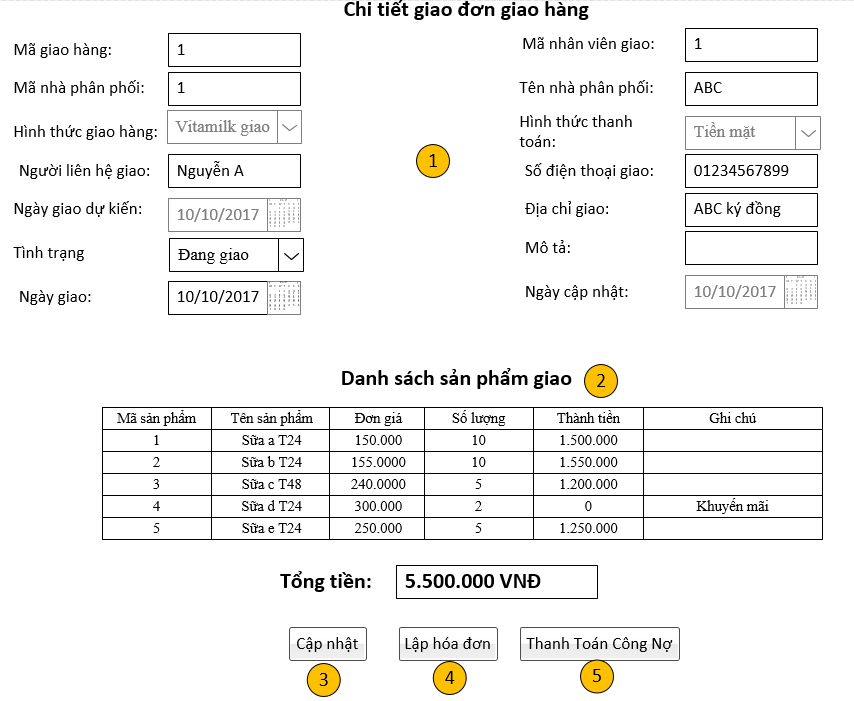 Chi tiết giao đơn giao hàng
Mã giao hàng: 1 Mã nhân viên giao: 1
Mã nhà phân phối: 1 Tên nhà phân phối: ABC
Hình thức giao hàng: Vitamilk giao Hình thức thanh toán: Tiền mặt
1
Người liên hệ giao: Nguyễn A Số điện thoại giao: 01234567899
Ngày giao dự kiến: 10/10/2017 Địa chỉ giao: ABC ký đồng
Tình trạng Đang giao Mô tả:
Ngày giao: 10/10/2017 Ngày cập nhật: 10/10/2017
Danh sách sản phẩm giao 2
Mã sản phẩm Tên sản phẩm Đơn giá Số lượng Thành tiền Ghi chú
1 Sữa a T24 150.000 10 1.500.000
2 Sữa b T24 155.0000 10 1.550.000
3 Sữa c T48 240.0000 5 1.200.000
4 Sữa d T24 300.000 2 0 Khuyến mãi
5 Sữa e T24 250.000 5 1.250.000
Tổng tiền: 5.500.000 VNĐ
Cập nhật Lập hóa đơn Thanh Toán Công Nợ
3 4 5